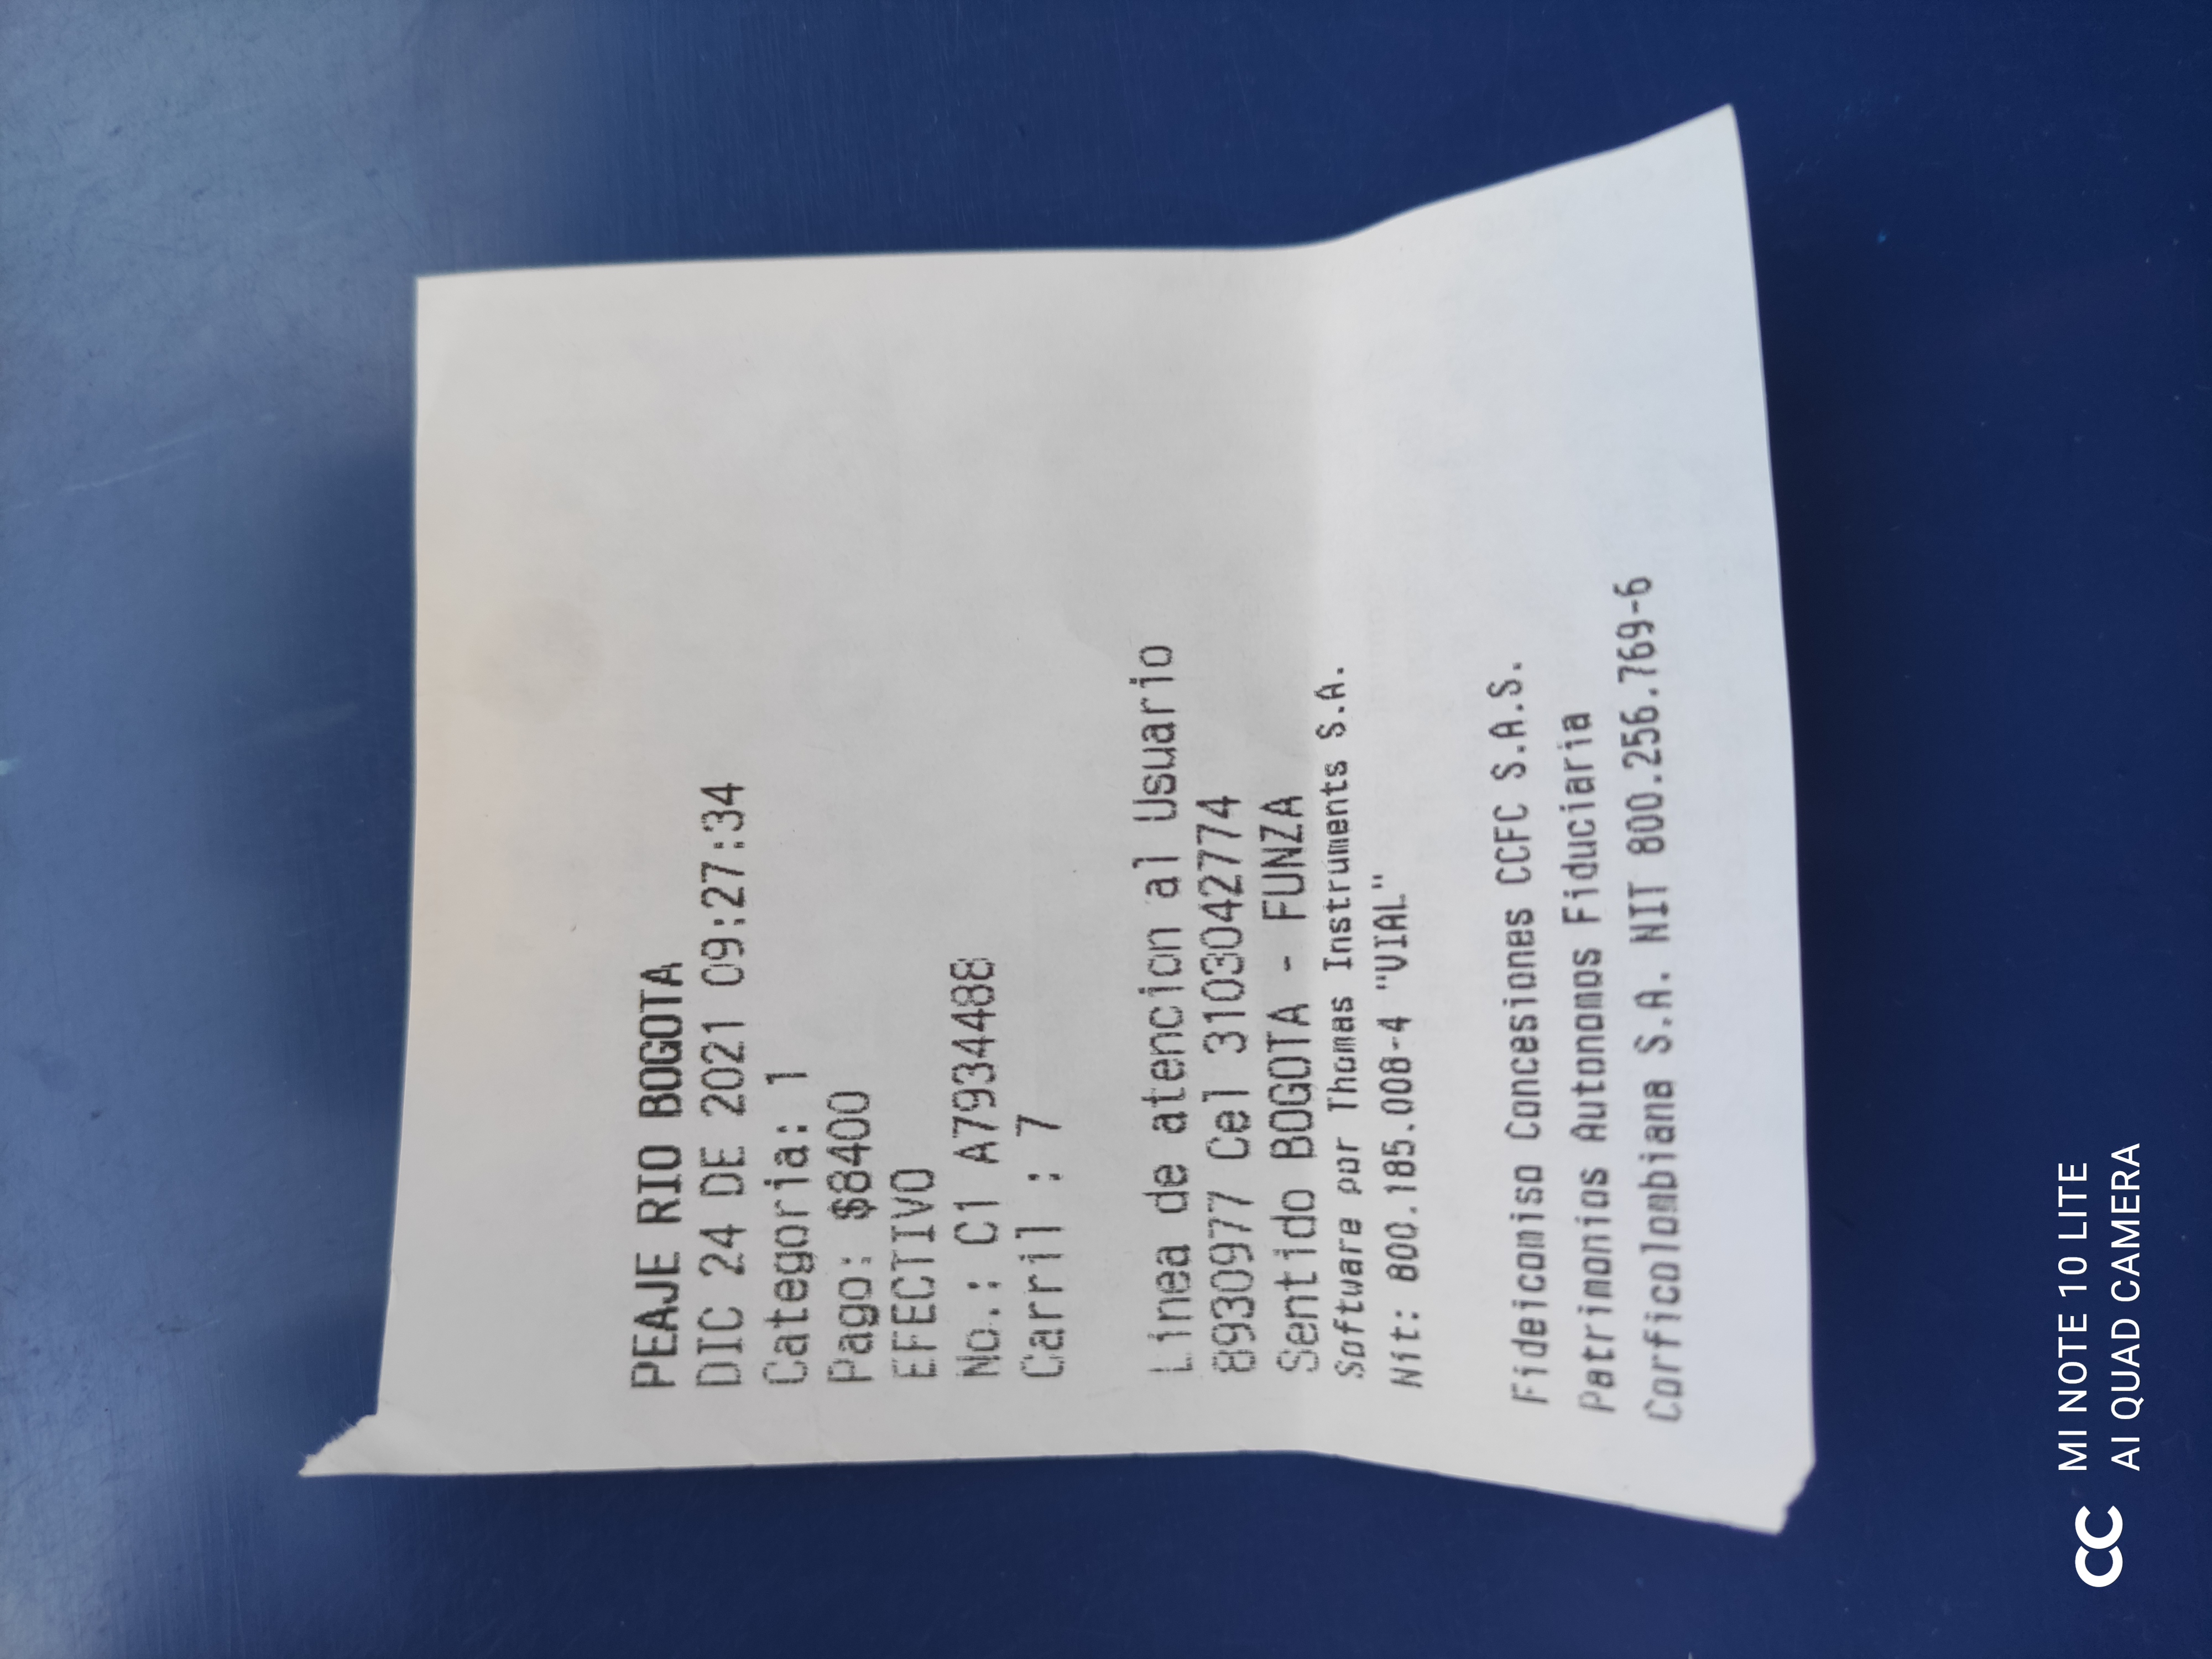 PEAJE RIO BOGOTA
DIC 24 DE 2021 09:27:34
Categoria: 1
Pago: $8400
EFECTIVO
No.: C1 A7934488
Carril : 7
Linea de atencion al Usuario
8930977 Cel 3103042774
Sentido BOGOTA - FUNZA
Software por Thomas Instruments S.A.
Nit: 800.185.008-4 "VIAL"
Fideicomiso Concesiones CCFC S.A.S.
Patrimonios Autonomos Fiduciaria
Corficolombiana S.A. NIT 800.256.769-6
MI NOTE 10 LITE
AI QUAD CAMERA